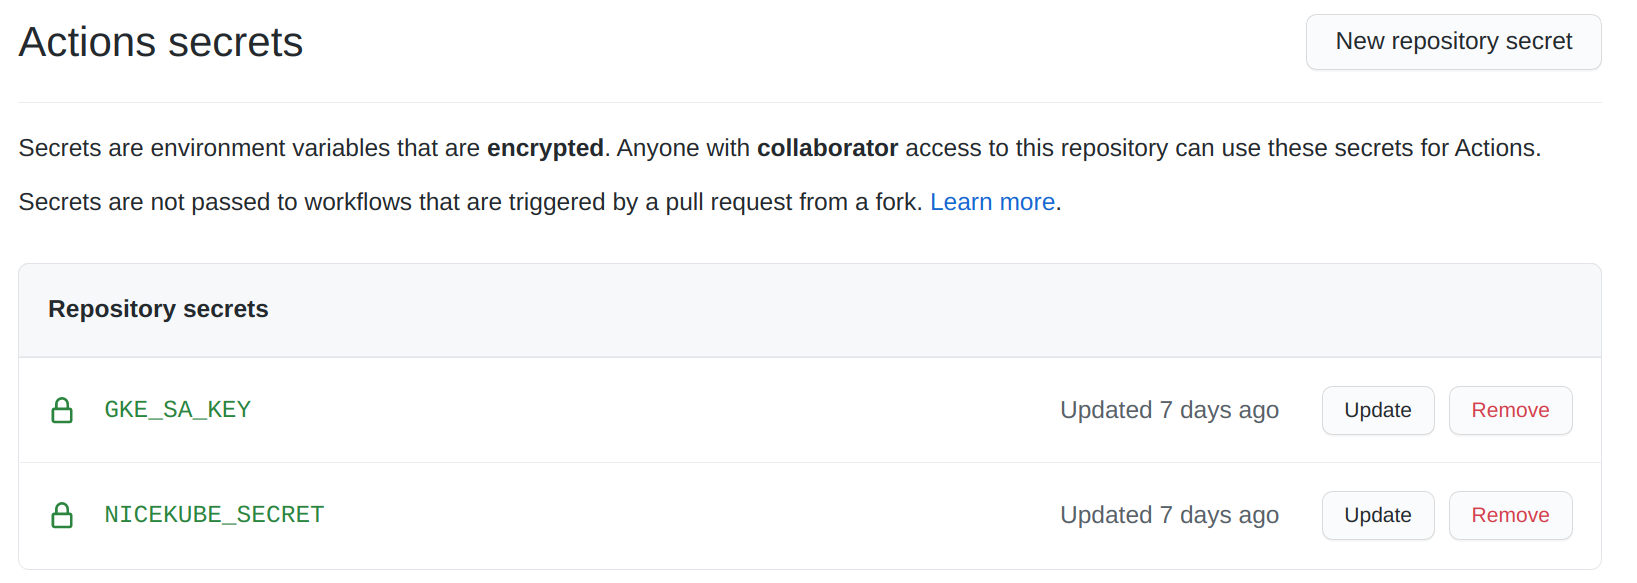 Actions secrets
New repository secret
Secrets are environment variables that are encrypted. Anyone with collaborator access to this repository can use these secrets for Actions.
Secrets are not passed to workflows that are triggered by a pull request from a fork. Learn more.
Repository secrets
GKE_SA_KEY Updated 7 days ago Update Remove
NICEKUBE_SECRET Updated 7 days ago Update Remove